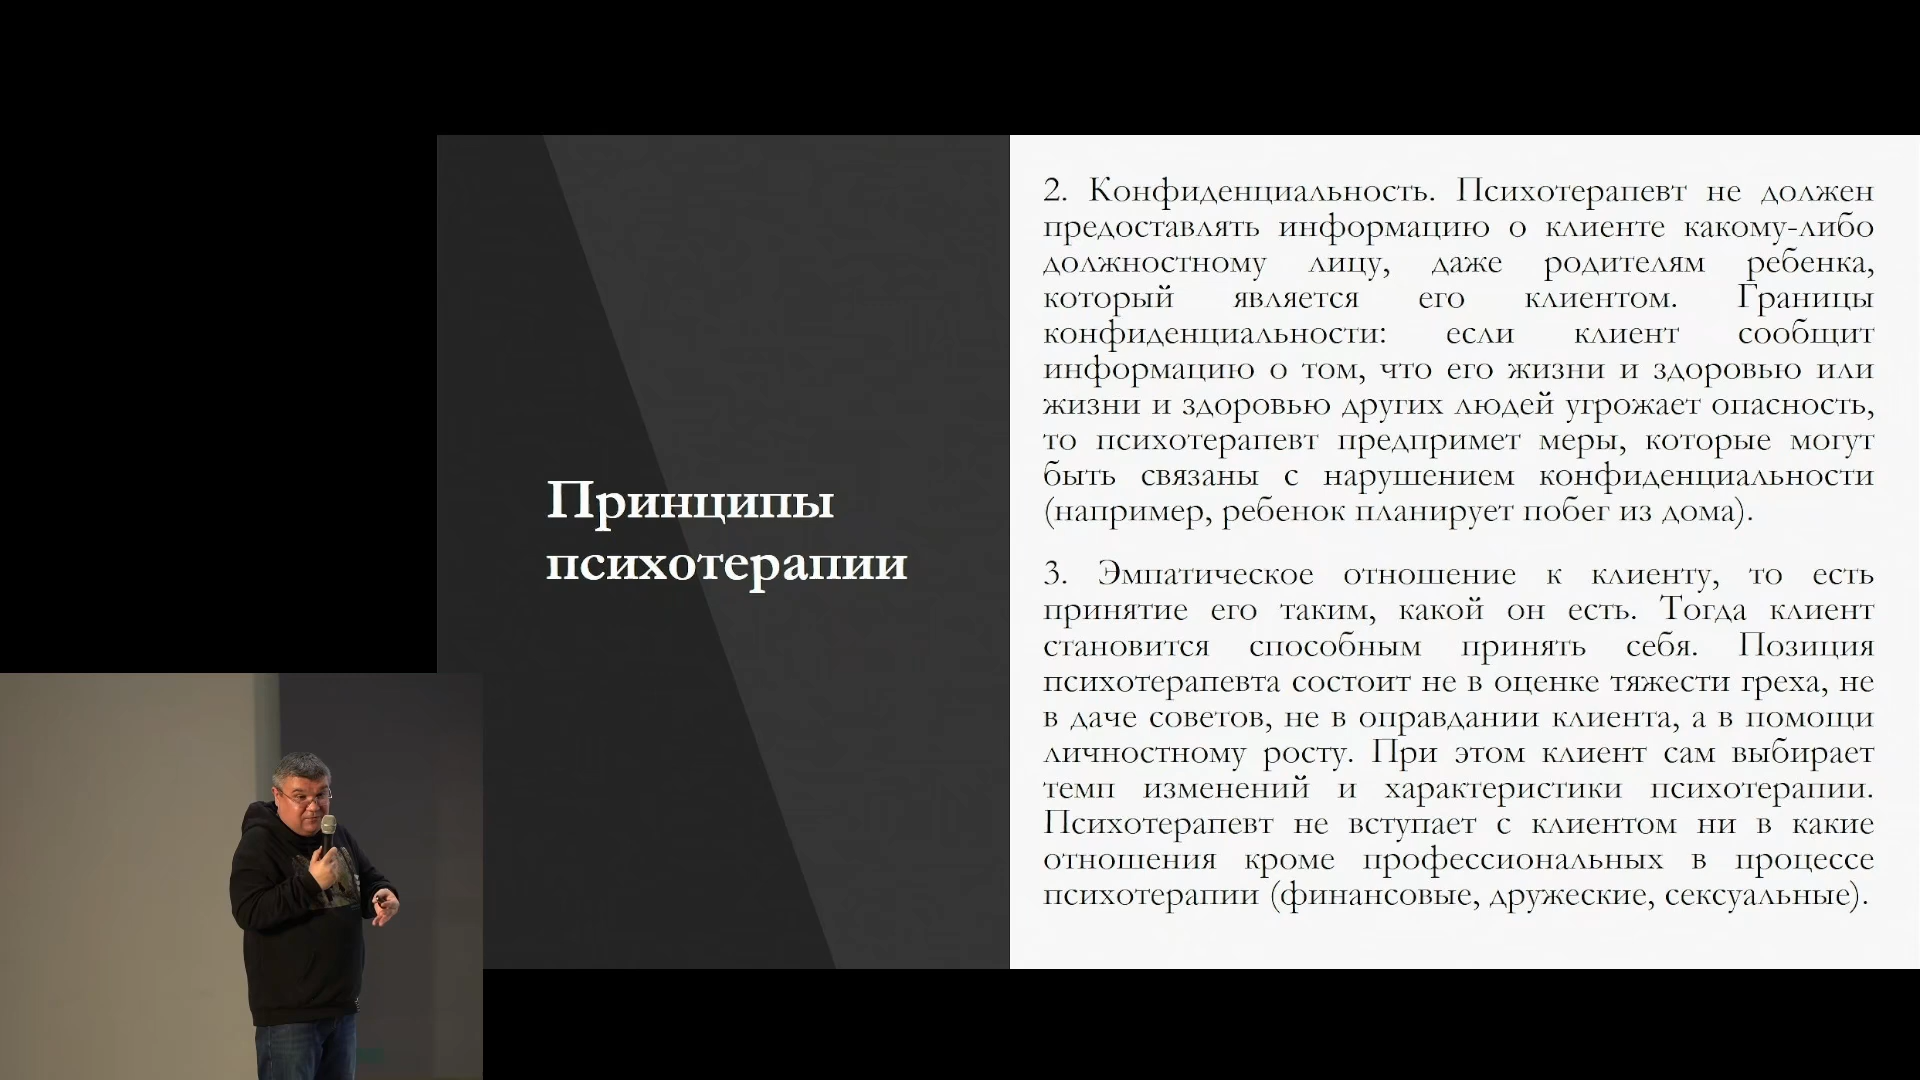 Принципы
психотерапии
2. Конфиденциальность. Психотерапевт не должен
предоставлять информацию о клиенте какому-либо
должностному лицу, даже родителям ребенка,
который является его клиентом. Границы
конфиденциальности: если клиент сообщит
информацию о том, что его жизни и здоровью или
жизни и здоровью других людей угрожает опасность,
то психотерапевт предпримет меры, которые могут
быть связаны с нарушением конфиденциальности
(например, ребенок планирует побег из дома).
3. Эмпатическое отношение к клиенту, то есть
принятие его таким, какой он есть. Тогда клиент
становится способным принять себя. Позиция
психотерапевта состоит не в оценке тяжести греха, не
в даче советов, не в оправдании клиента, а в помощи
личностному росту. При этом клиент сам выбирает
темп изменений и характеристики психотерапии.
Психотерапевт не вступает с клиентом ни в какие
отношения кроме профессиональных в процессе
психотерапии (финансовые, дружеские, сексуальные).